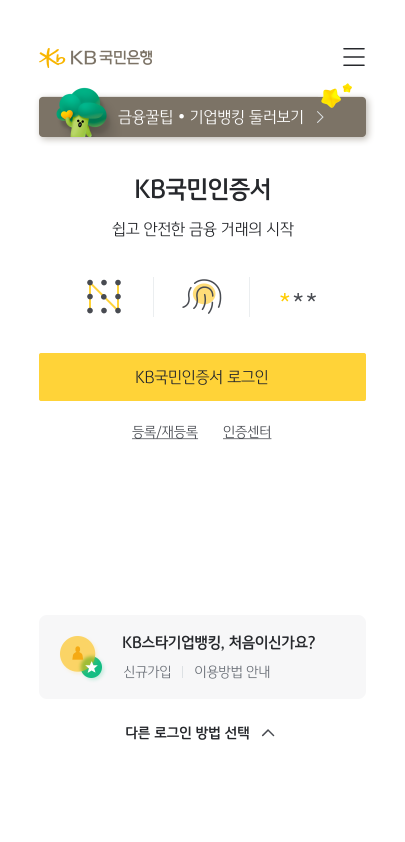 KB 국민은행
금융꿀팁 • 기업뱅킹 둘러보기
KB국민인증서
쉽고 안전한 금융 거래의 시작
***
KB국민인증서 로그인
등록/재등록 인증센터
KB스타기업뱅킹, 처음이신가요?
신규가입 이용방법 안내
다른 로그인 방법 선택